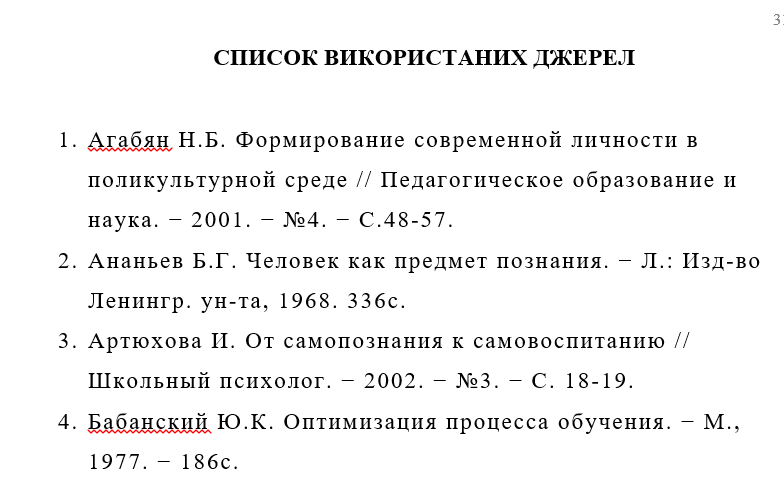 СПИСОК ВИКОРИСТАНИХ ДЖЕРЕЛ
1. Агабян Н.Б. Формирование современной личности в
поликультурной среде // Педагогическое образование и
наука. − 2001. − №4. − С.48-57.
2. Ананьев Б.Г. Человек как предмет познания. − Л.: Изд-во
Ленингр. ун-та, 1968. 336с.
3. Артюхова И. От самопознания к самовоспитанию //
Школьный психолог. − 2002. − №3. − С. 18-19.
4. Бабанский Ю.К. Оптимизация процесса обучения. − М.,
1977. − 186с.